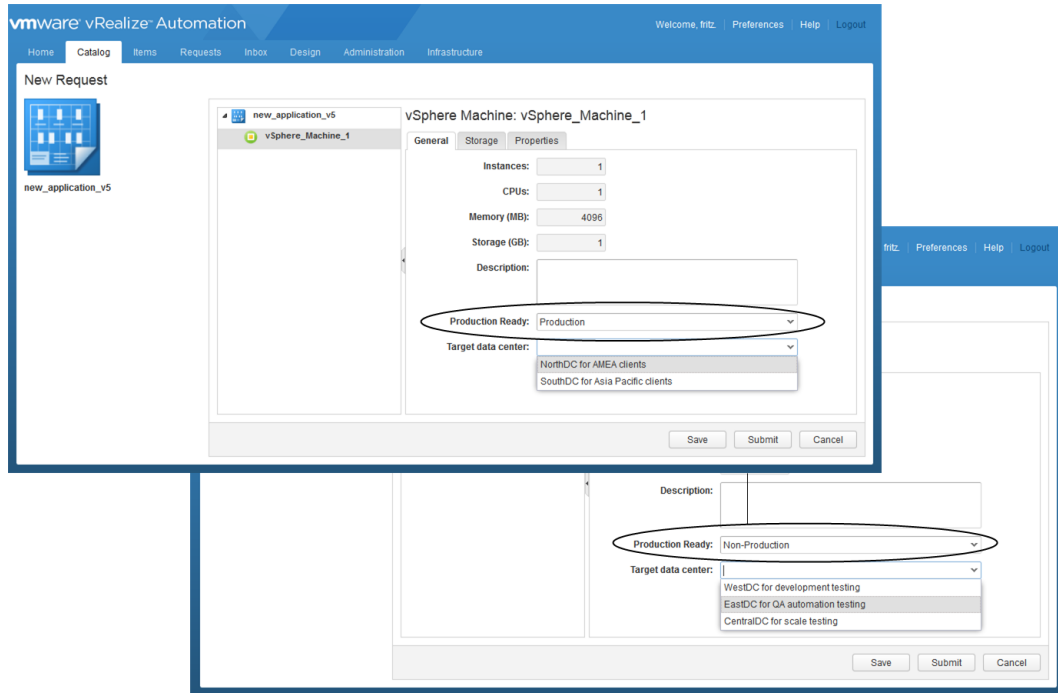 vmware vRealize™ Automation
Welcome, fritz. | Preferences | Help | Logout
Home Catalog Items Requests Inbox Design Administration Infrastructure
New Request
new_application_v5
new_application_v5
vSphere_Machine_1
vSphere Machine: vSphere_Machine_1
General Storage Properties
Instances: 1
CPUs: 1
Memory (MB): 4096
Storage (GB): 1
Description:
Production Ready: Production
Target data center:
NorthDC for AMEA clients
SouthDC for Asia Pacific clients
Save Submit Cancel
fritz. | Preferences | Help | Logout
Description:
Production Ready: Non-Production
Target data center:
WestDC for development testing
EastDC for QA automation testing
CentralDC for scale testing
Save Submit Cancel